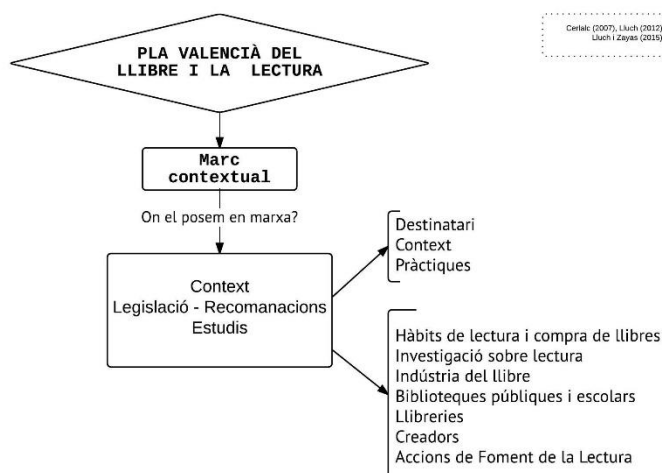 PLA VALENCIÀ DEL
LLIBRE I LA LECTURA
Cerlalc (2007), Lluch (2012)
Lluch i Zayas (2015)
Marc
contextual
On el posem en marxa?
Context
Legislació - Recomanacions
Estudis
Destinatari
Context
Pràctiques
Hàbits de lectura i compra de llibres
Investigació sobre lectura
Indústria del llibre
Biblioteques públiques i escolars
Llibreries
Creadors
Accions de Foment de la Lectura